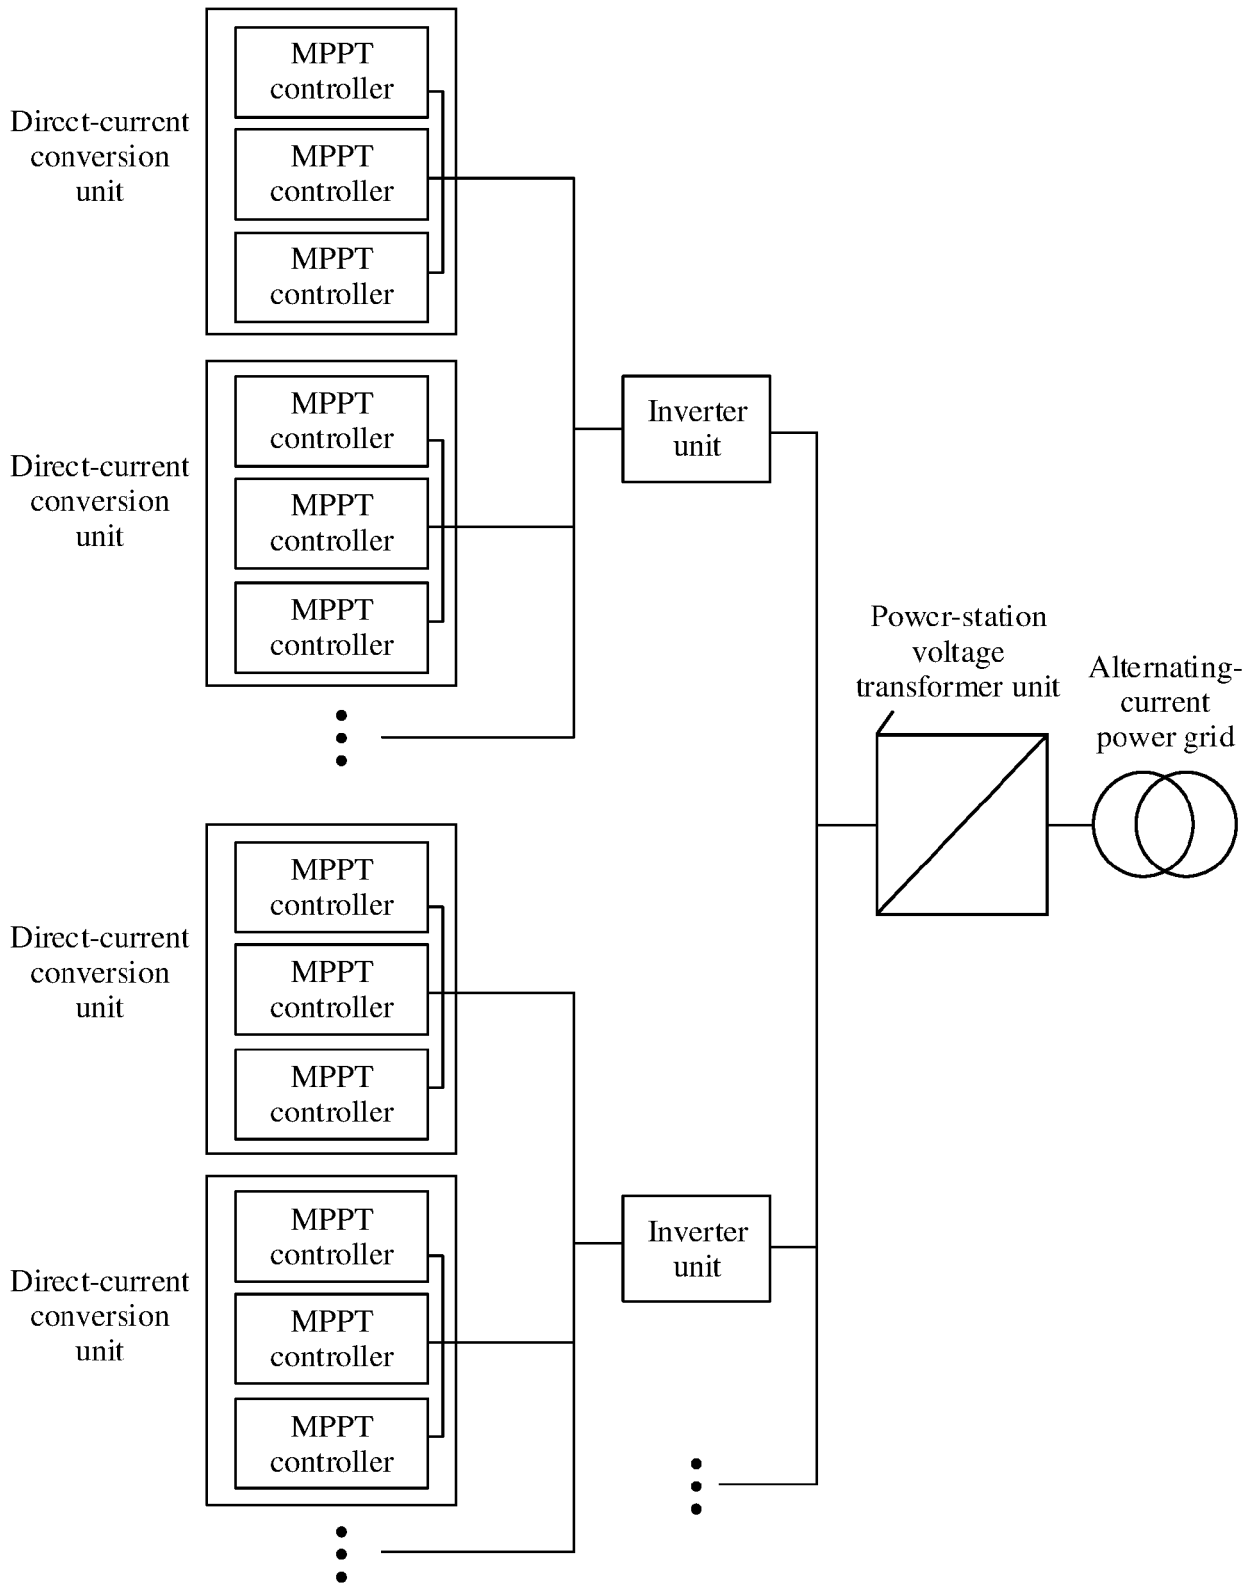 MPPT
controller
Direct-current
conversion
unit
MPPT
controller
MPPT
controller
MPPT
controller
Direct-current
conversion
unit
MPPT
controller
MPPT
controller
Inverter
unit
Power-station
voltage
transformer unit
Alternating-
current
power grid
MPPT
controller
Direct-current
conversion
unit
MPPT
controller
MPPT
controller
MPPT
controller
Direct-current
conversion
unit
MPPT
controller
MPPT
controller
Inverter
unit